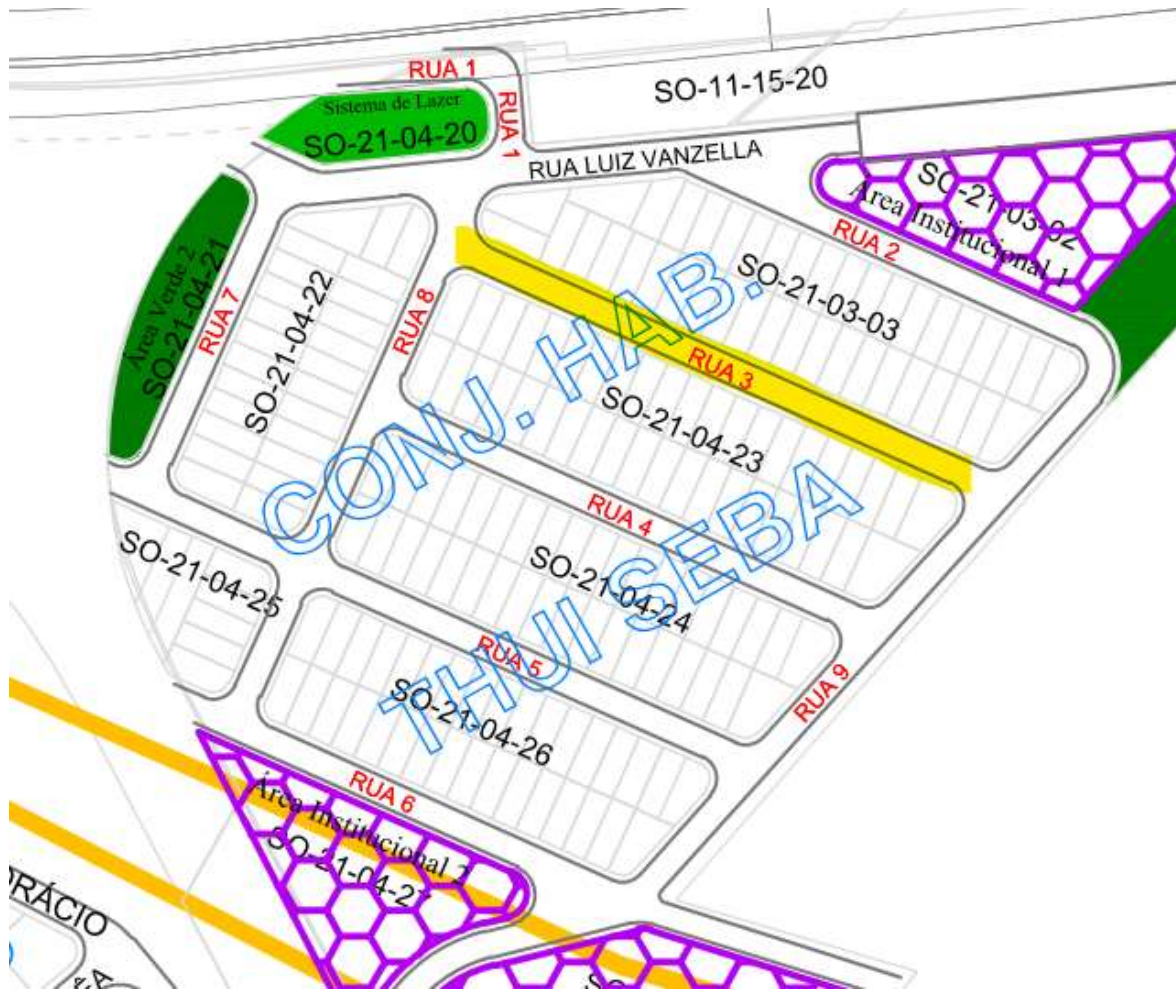 RUA 1
SO-11-15-20
Sistema de Lazer
SO-21-04-20
RUA 1
RUA LUIZ VANZELLA
SO-21-03-02
Área Institucional 1
RUA 2
Área Verde 2
SO-21-04-21
RUA 7
SO-21-04-22
RUA 8
SO-21-03-03
CONJ. HAB.
RUA 3
SO-21-04-23
THUI SEBA
RUA 4
SO-21-04-25
SO-21-04-24
RUA 5
RUA 9
SO-21-04-26
RUA 6
Área Institucional 2
SO-21-04-27
ORÁCIO